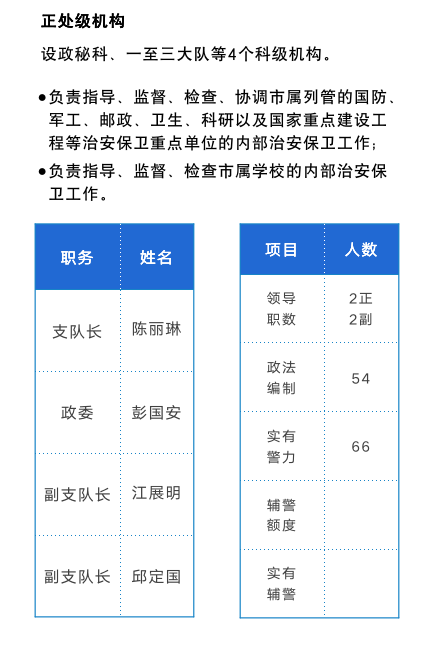 正处级机构
设政秘科、一至三大队等4个科级机构。
●负责指导、监督、检查、协调市属列管的国防、
军工、邮政、卫生、科研以及国家重点建设工
程等治安保卫重点单位的内部治安保卫工作；
●负责指导、监督、检查市属学校的内部治安保
卫工作。
职务 姓名
支队长 陈丽琳
政委 彭国安
副支队长 江展明
副支队长 邱定国
项目 人数
领导 2正
职数 2副
政法
编制 54
实有
警力 66
辅警
额度
实有
辅警